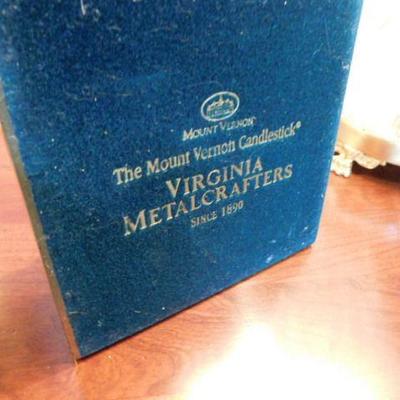 MOUNT VERNON
The Mount Vernon Candlestick®
VIRGINIA
METALCRAFTERS
SINCE 1890